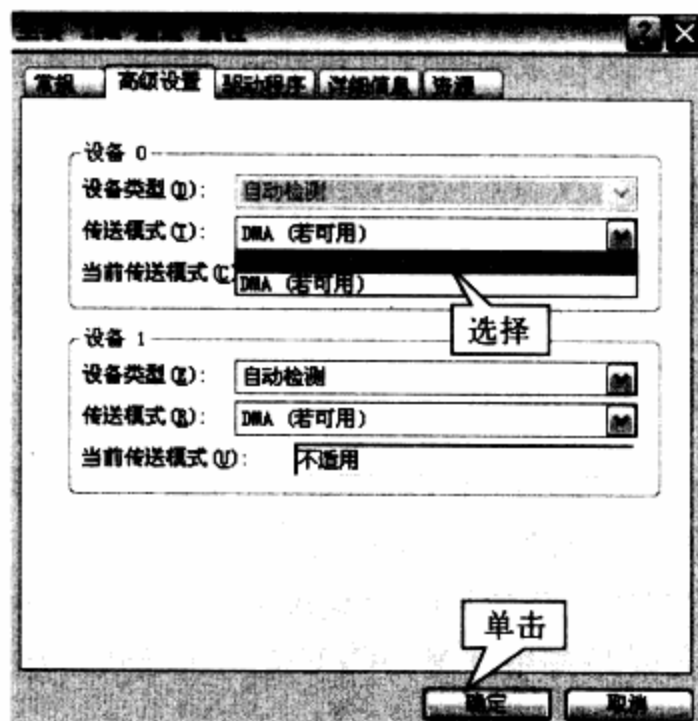 常规 高级设置 驱动程序 详细信息 资源
设备 0
设备类型(D): 自动检测
传送模式(T): DMA (若可用)
当前传送模式(C)
DMA (若可用)
选择
设备 1
设备类型(E): 自动检测
传送模式(R): DMA (若可用)
当前传送模式(U): 不适用
单击
确定 取消